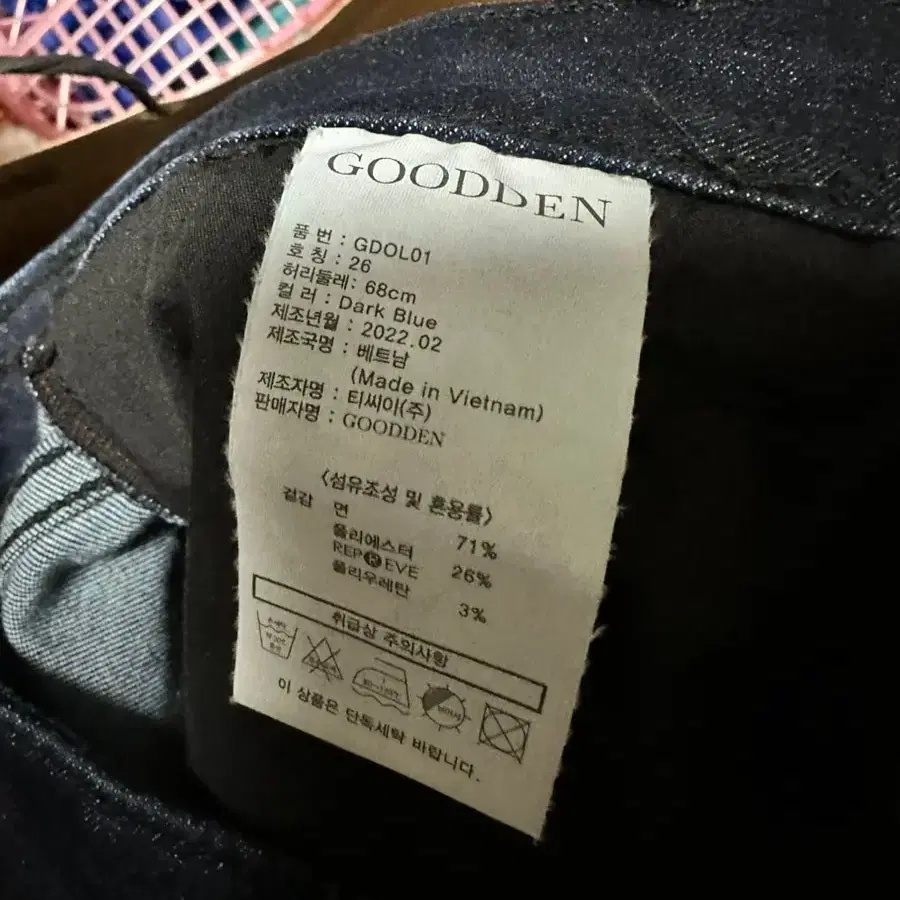 GOODDEN
품 번 : GDOL01
호 칭 : 26
허리둘레: 68cm
컬 러 : Dark Blue
제조년월 : 2022.02
제조국명 : 베트남
(Made in Vietnam)
제조자명 : 티씨이(주)
판매자명 : GOODDEN
〈섬유조성 및 혼용률〉
겉감 면 71%
폴리에스터 26%
REPREVE
폴리우레탄 3%
취급상 주의사항
이 상품은 단독세탁 바랍니다.